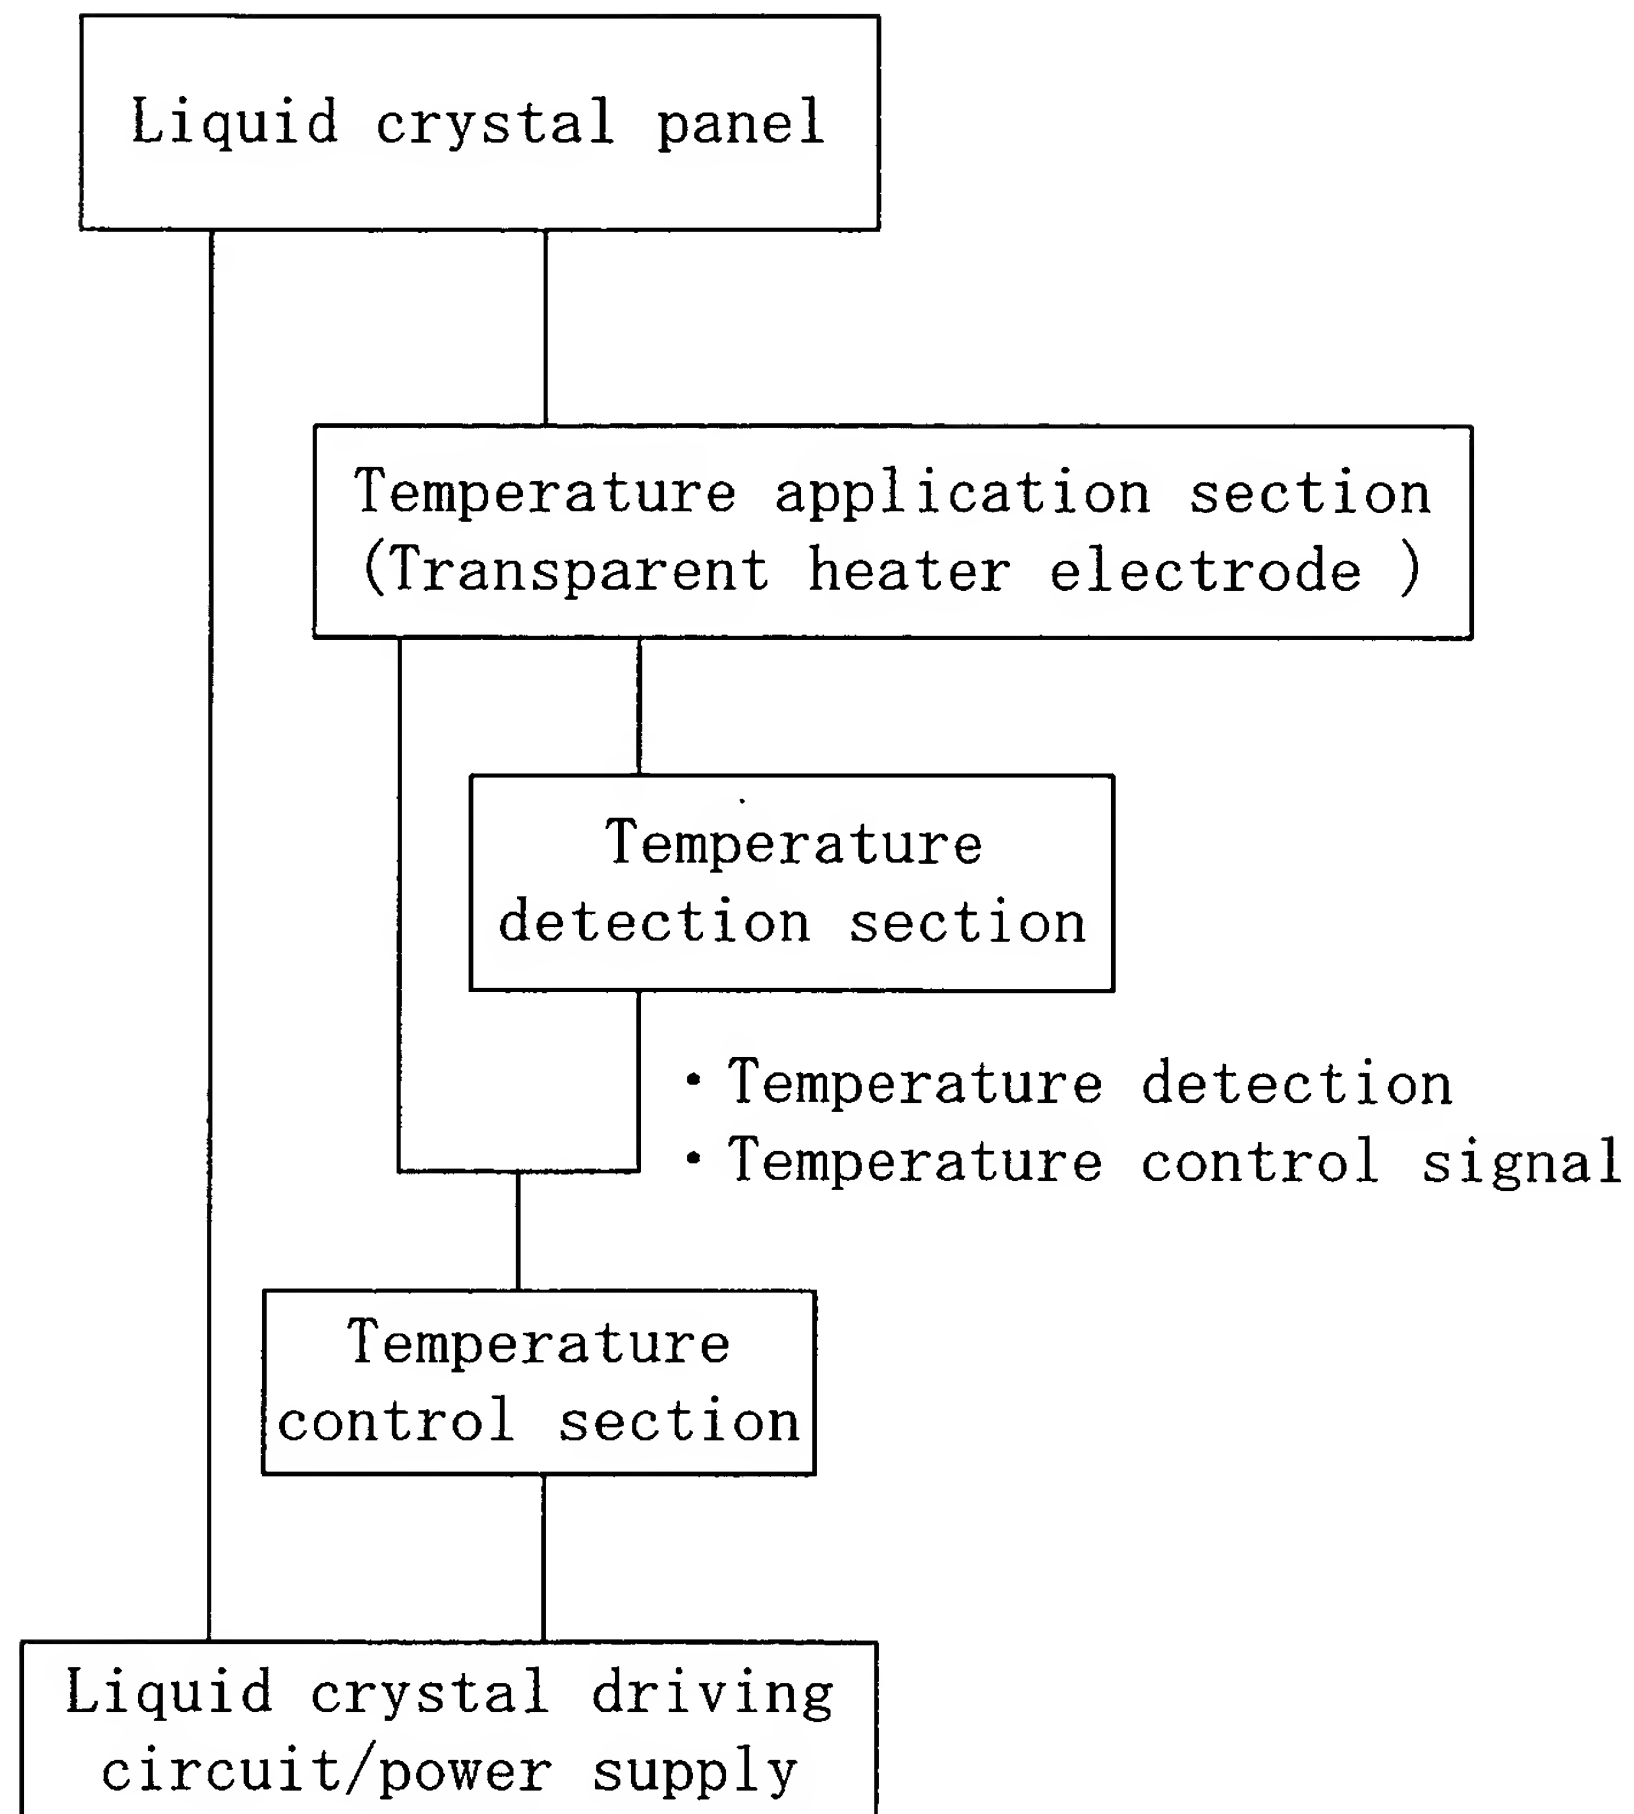 Liquid crystal panel
Temperature application section
(Transparent heater electrode )
Temperature
detection section
・Temperature detection
・Temperature control signal
Temperature
control section
Liquid crystal driving
circuit/power supply